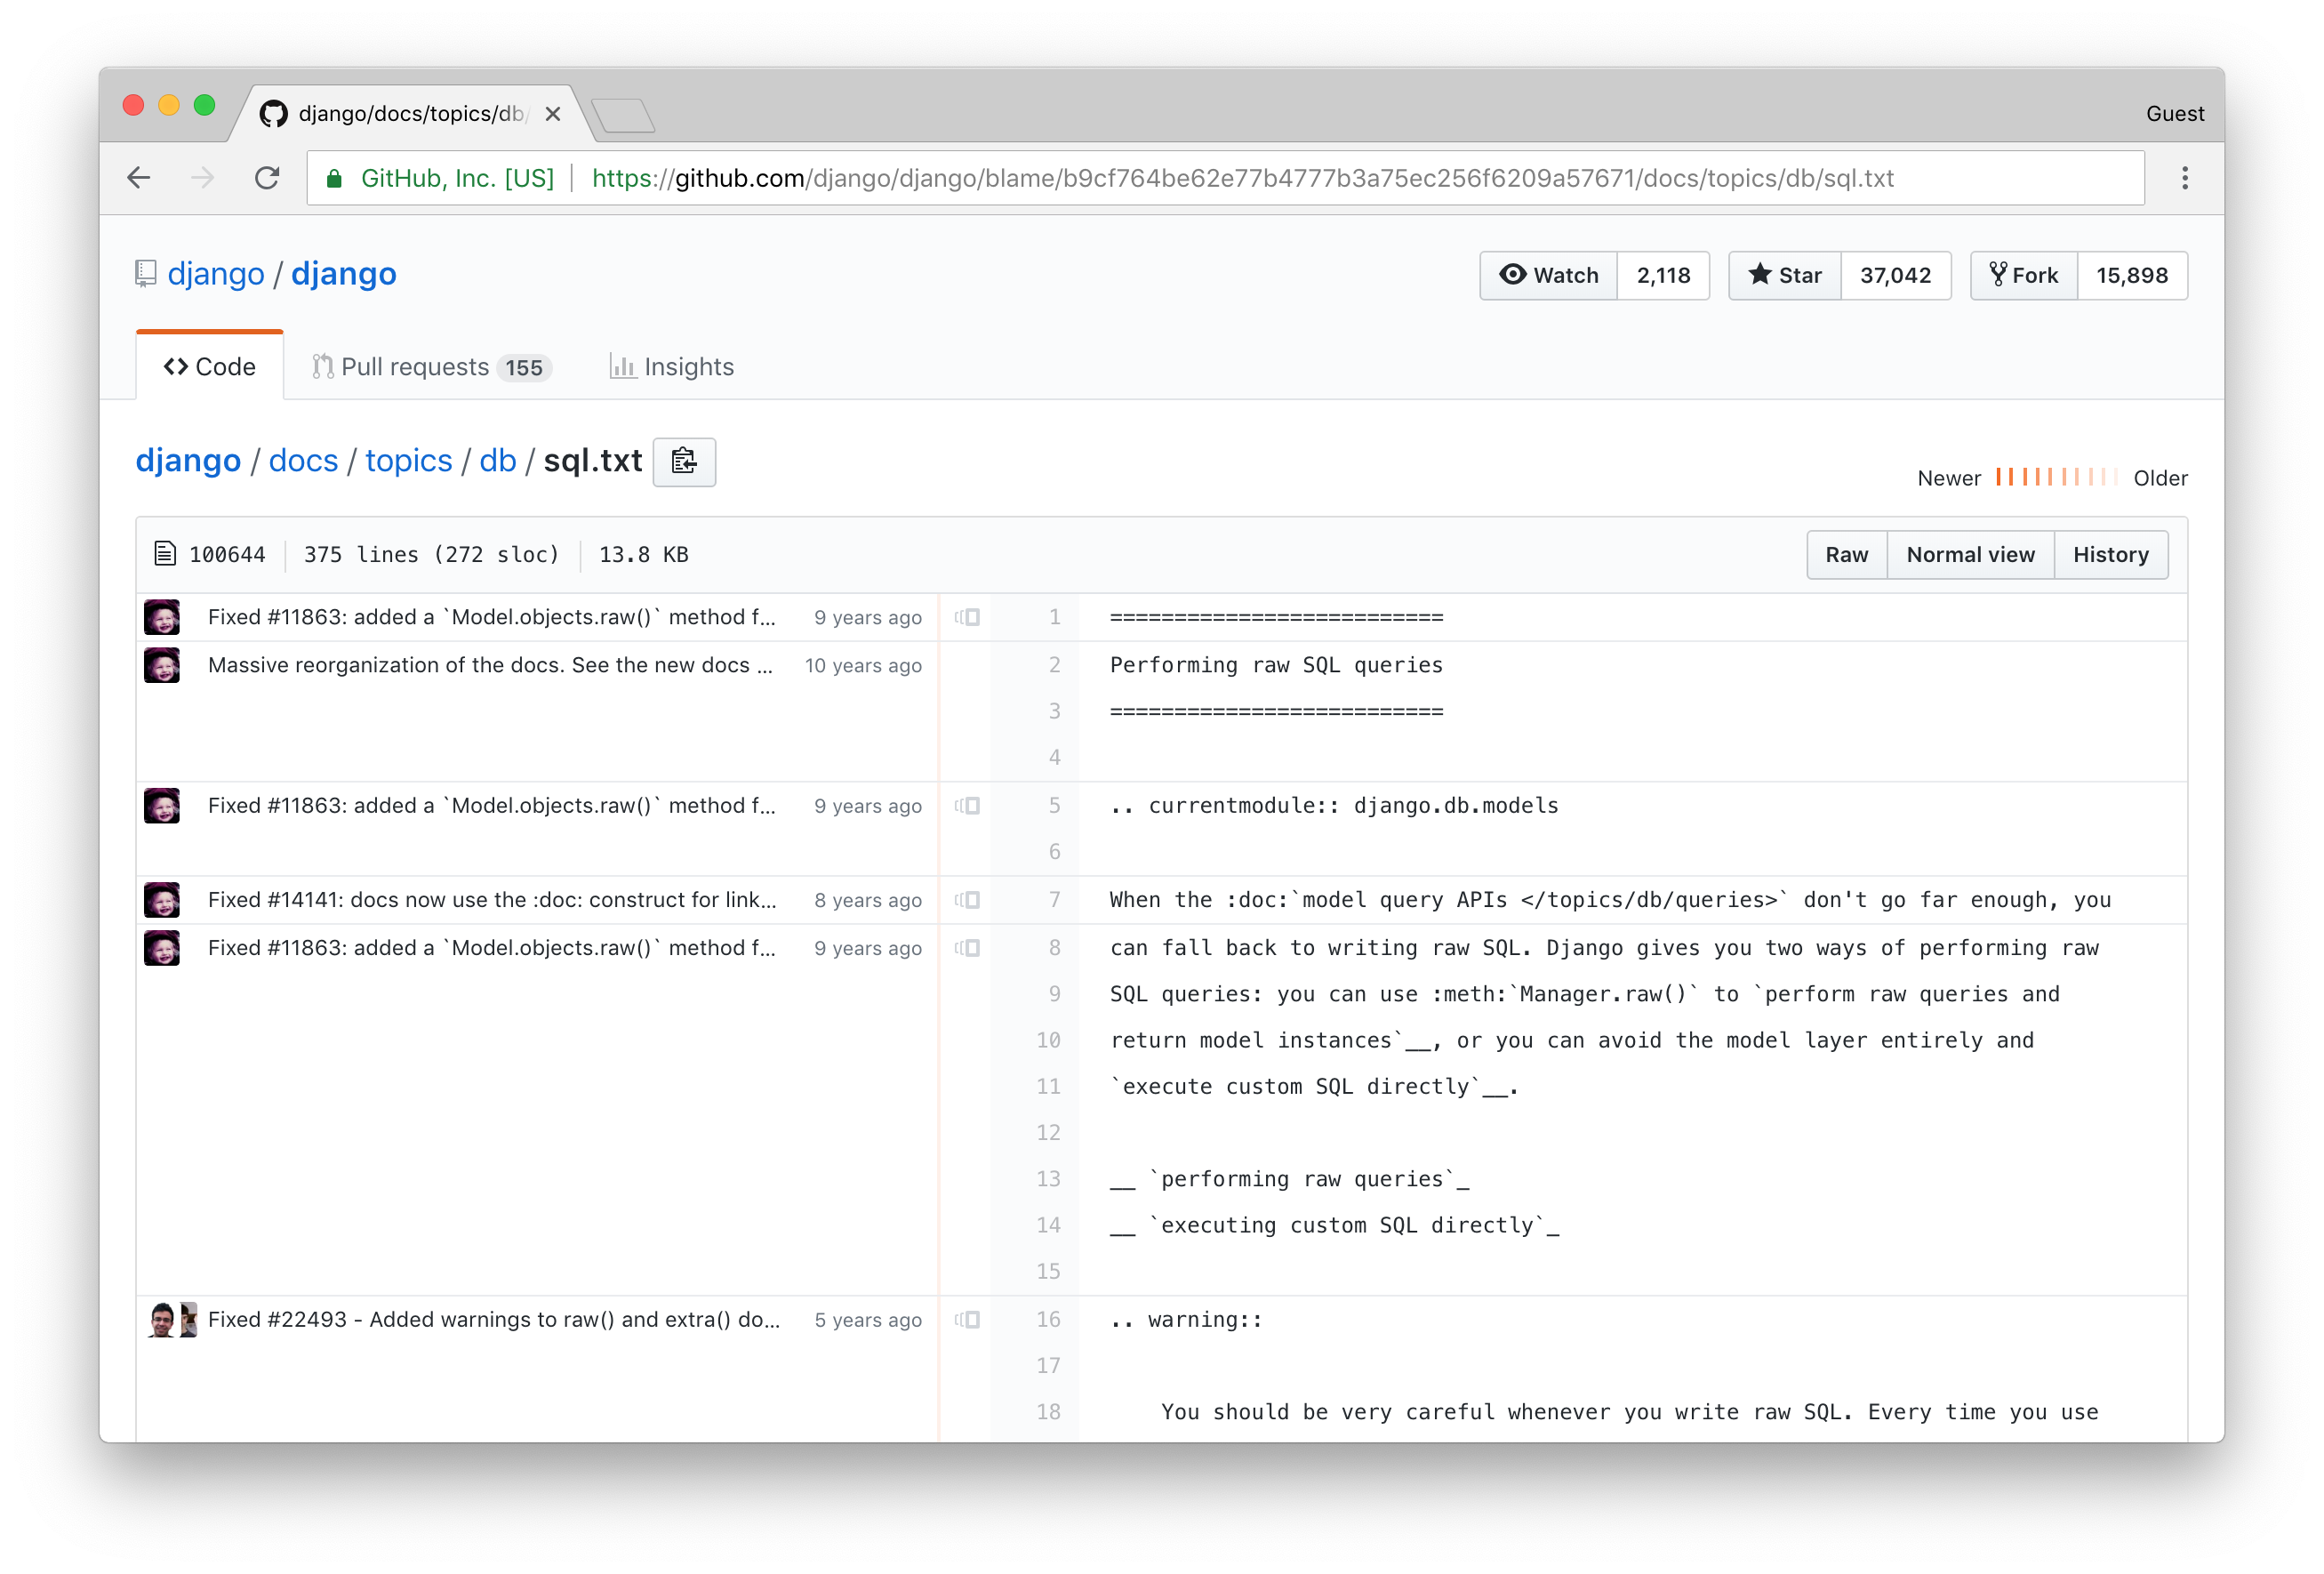 django/docs/topics/db/
Guest
GitHub, Inc. [US] https://github.com/django/django/blame/b9cf764be62e77b4777b3a75ec256f6209a57671/docs/topics/db/sql.txt
django / django
Watch 2,118 Star 37,042 Fork 15,898
Code Pull requests 155 Insights
django / docs / topics / db / sql.txt
Newer Older
100644 375 lines (272 sloc) 13.8 KB Raw Normal view History
Fixed #11863: added a `Model.objects.raw()` method f... 9 years ago 1 ==========================
Massive reorganization of the docs. See the new docs ... 10 years ago 2 Performing raw SQL queries
3 ==========================
4
Fixed #11863: added a `Model.objects.raw()` method f... 9 years ago 5 .. currentmodule:: django.db.models
6
Fixed #14141: docs now use the :doc: construct for link... 8 years ago 7 When the :doc:`model query APIs </topics/db/queries>` don't go far enough, you
Fixed #11863: added a `Model.objects.raw()` method f... 9 years ago 8 can fall back to writing raw SQL. Django gives you two ways of performing raw
9 SQL queries: you can use :meth:`Manager.raw()` to `perform raw queries and
10 return model instances`__, or you can avoid the model layer entirely and
11 `execute custom SQL directly`__.
12
13 __ `performing raw queries`_
14 __ `executing custom SQL directly`_
15
Fixed #22493 - Added warnings to raw() and extra() do... 5 years ago 16 .. warning::
17
18 You should be very careful whenever you write raw SQL. Every time you use